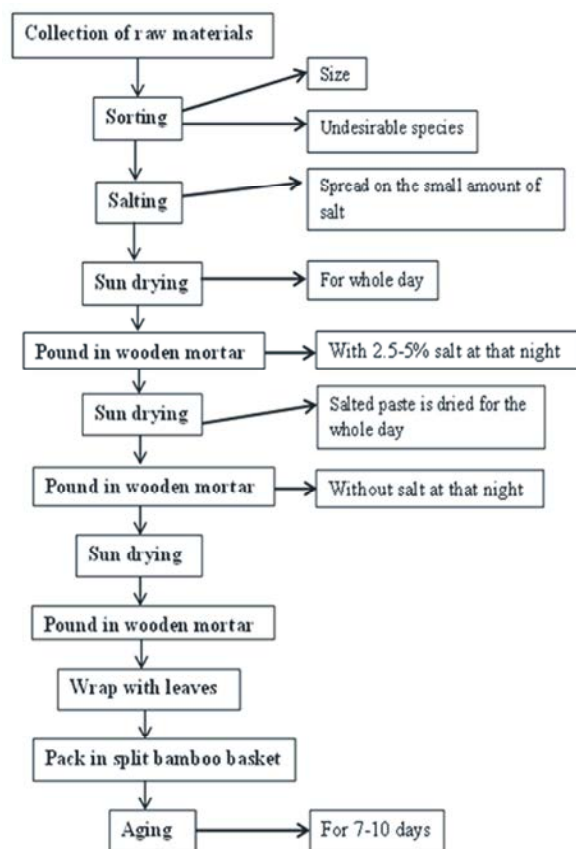 Collection of raw materials
Size
Sorting
Undesirable species
Salting
Spread on the small amount of
salt
Sun drying
For whole day
Pound in wooden mortar
With 2.5-5% salt at that night
Sun drying
Salted paste is dried for the
whole day
Pound in wooden mortar
Without salt at that night
Sun drying
Pound in wooden mortar
Wrap with leaves
Pack in split bamboo basket
Aging
For 7-10 days